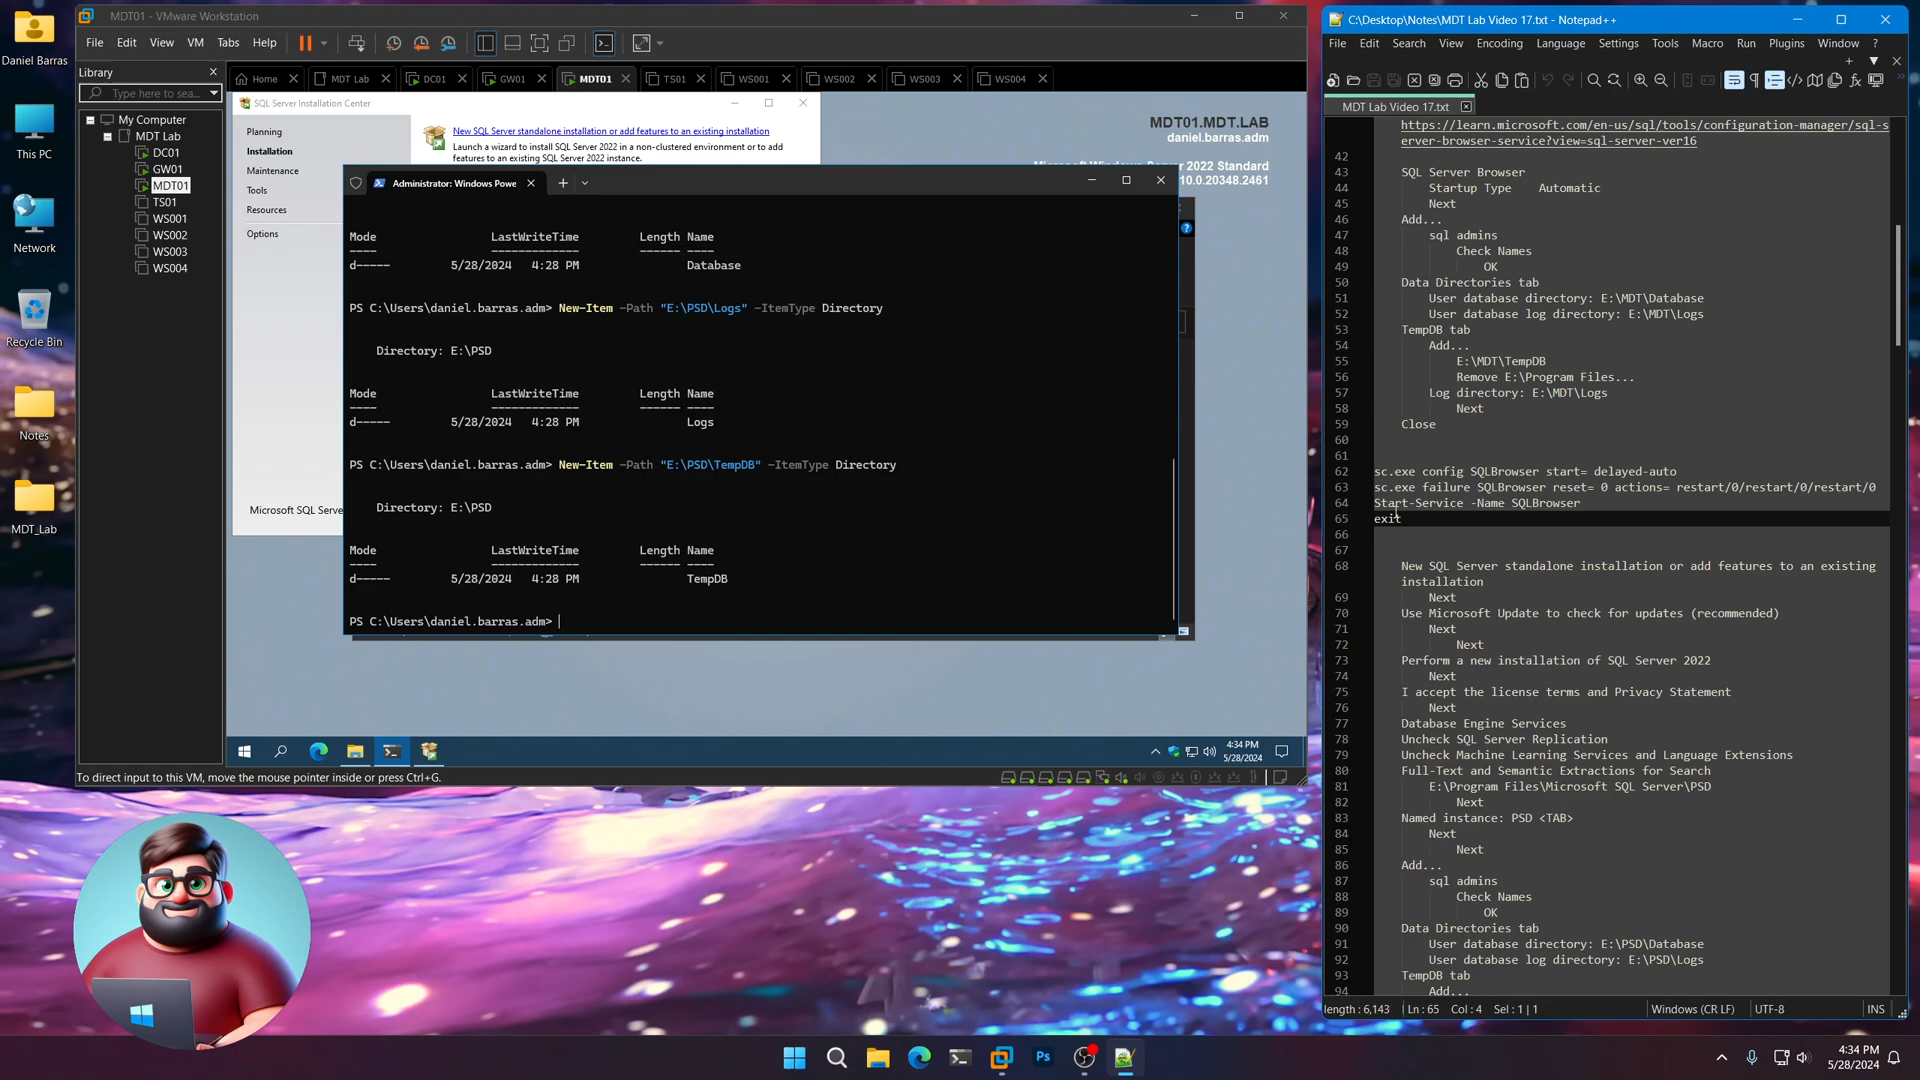 Daniel Barras
This PC
Network
Recycle Bin
Notes
MDT_Lab
MDT01 - VMware Workstation
File Edit View VM Tabs Help
Library
Type here to sea...
My Computer
MDT Lab
DC01
GW01
MDT01
TS01
WS001
WS002
WS003
WS004
Home MDT Lab DC01 GW01 MDT01 TS01 WS001 WS002 WS003 WS004
SQL Server Installation Center
Planning
Installation
Maintenance
Tools
Resources
Options
New SQL Server standalone installation or add features to an existing installation
Launch a wizard to install SQL Server 2022 in a non-clustered environment or to add
features to an existing SQL Server 2022 instance.
Microsoft SQL Serve
MDT01.MDT.LAB
daniel.barras.adm
2022 Standard
10.0.20348.2461
Administrator: Windows Powe
Mode LastWriteTime Length Name
---- ------------- ------ ----
d----- 5/28/2024 4:28 PM Database
PS C:\Users\daniel.barras.adm> New-Item -Path "E:\PSD\Logs" -ItemType Directory
Directory: E:\PSD
Mode LastWriteTime Length Name
---- ------------- ------ ----
d----- 5/28/2024 4:28 PM Logs
PS C:\Users\daniel.barras.adm> New-Item -Path "E:\PSD\TempDB" -ItemType Directory
Directory: E:\PSD
Mode LastWriteTime Length Name
---- ------------- ------ ----
d----- 5/28/2024 4:28 PM TempDB
PS C:\Users\daniel.barras.adm>
4:34 PM
5/28/2024
To direct input to this VM, move the mouse pointer inside or press Ctrl+G.
C:\Desktop\Notes\MDT Lab Video 17.txt - Notepad++
File Edit Search View Encoding Language Settings Tools Macro Run Plugins Window ?
MDT Lab Video 17.txt
https://learn.microsoft.com/en-us/sql/tools/configuration-manager/sql-s
erver-browser-service?view=sql-server-ver16
42
43 SQL Server Browser
44 Startup Type Automatic
45 Next
46 Add...
47 sql admins
48 Check Names
49 OK
50 Data Directories tab
51 User database directory: E:\MDT\Database
52 User database log directory: E:\MDT\Logs
53 TempDB tab
54 Add...
55 E:\MDT\TempDB
56 Remove E:\Program Files...
57 Log directory: E:\MDT\Logs
58 Next
59 Close
60
61
62 sc.exe config SQLBrowser start= delayed-auto
63 sc.exe failure SQLBrowser reset= 0 actions= restart/0/restart/0/restart/0
64 Start-Service -Name SQLBrowser
65 exit
66
67
68 New SQL Server standalone installation or add features to an existing
installation
69 Next
70 Use Microsoft Update to check for updates (recommended)
71 Next
72 Next
73 Perform a new installation of SQL Server 2022
74 Next
75 I accept the license terms and Privacy Statement
76 Next
77 Database Engine Services
78 Uncheck SQL Server Replication
79 Uncheck Machine Learning Services and Language Extensions
80 Full-Text and Semantic Extractions for Search
81 E:\Program Files\Microsoft SQL Server\PSD
82 Next
83 Named instance: PSD <TAB>
84 Next
85 Next
86 Add...
87 sql admins
88 Check Names
89 OK
90 Data Directories tab
91 User database directory: E:\PSD\Database
92 User database log directory: E:\PSD\Logs
93 TempDB tab
94 Add...
length : 6,143 Ln : 65 Col : 4 Sel : 1 | 1 Windows (CR LF) UTF-8 INS
Ps
4:34 PM
5/28/2024